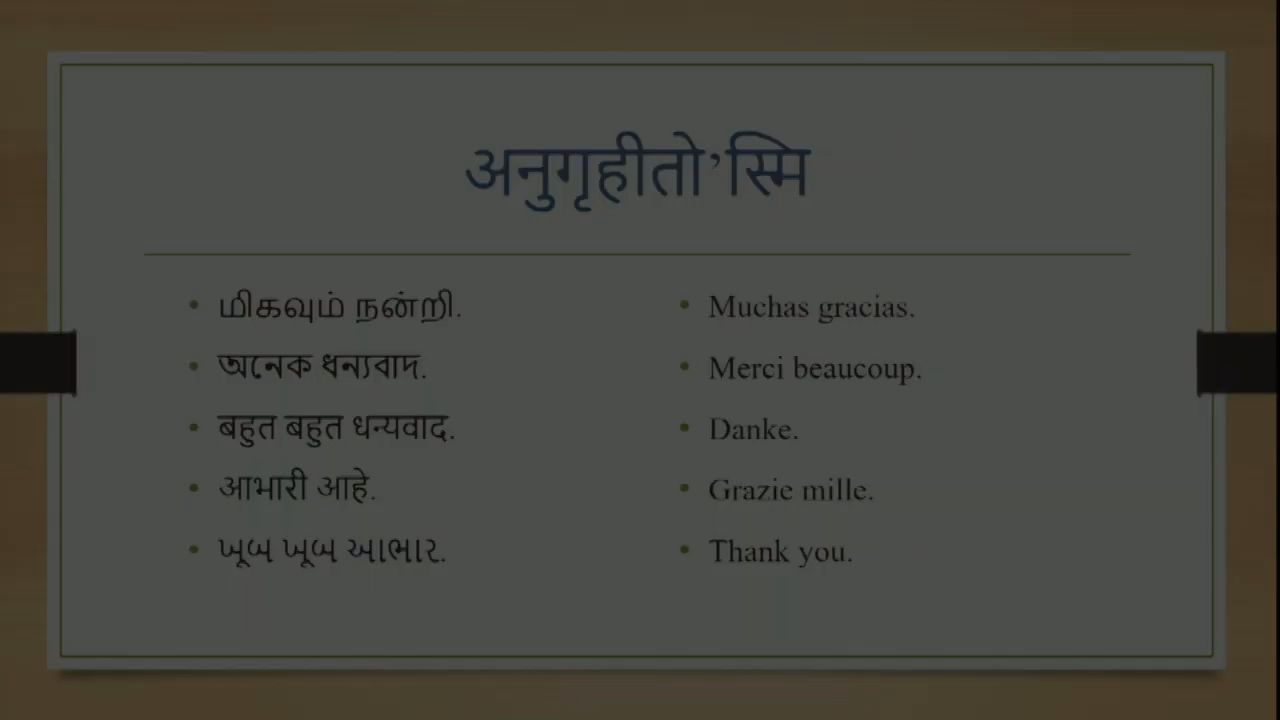 अनुगृहीतो’स्मि
மிகவும் நன்றி.
অনেক ধন্যবাদ.
बहुत बहुत धन्यवाद.
आभारी आहे.
ખૂબ ખૂબ આભાર.
Muchas gracias.
Merci beaucoup.
Danke.
Grazie mille.
Thank you.